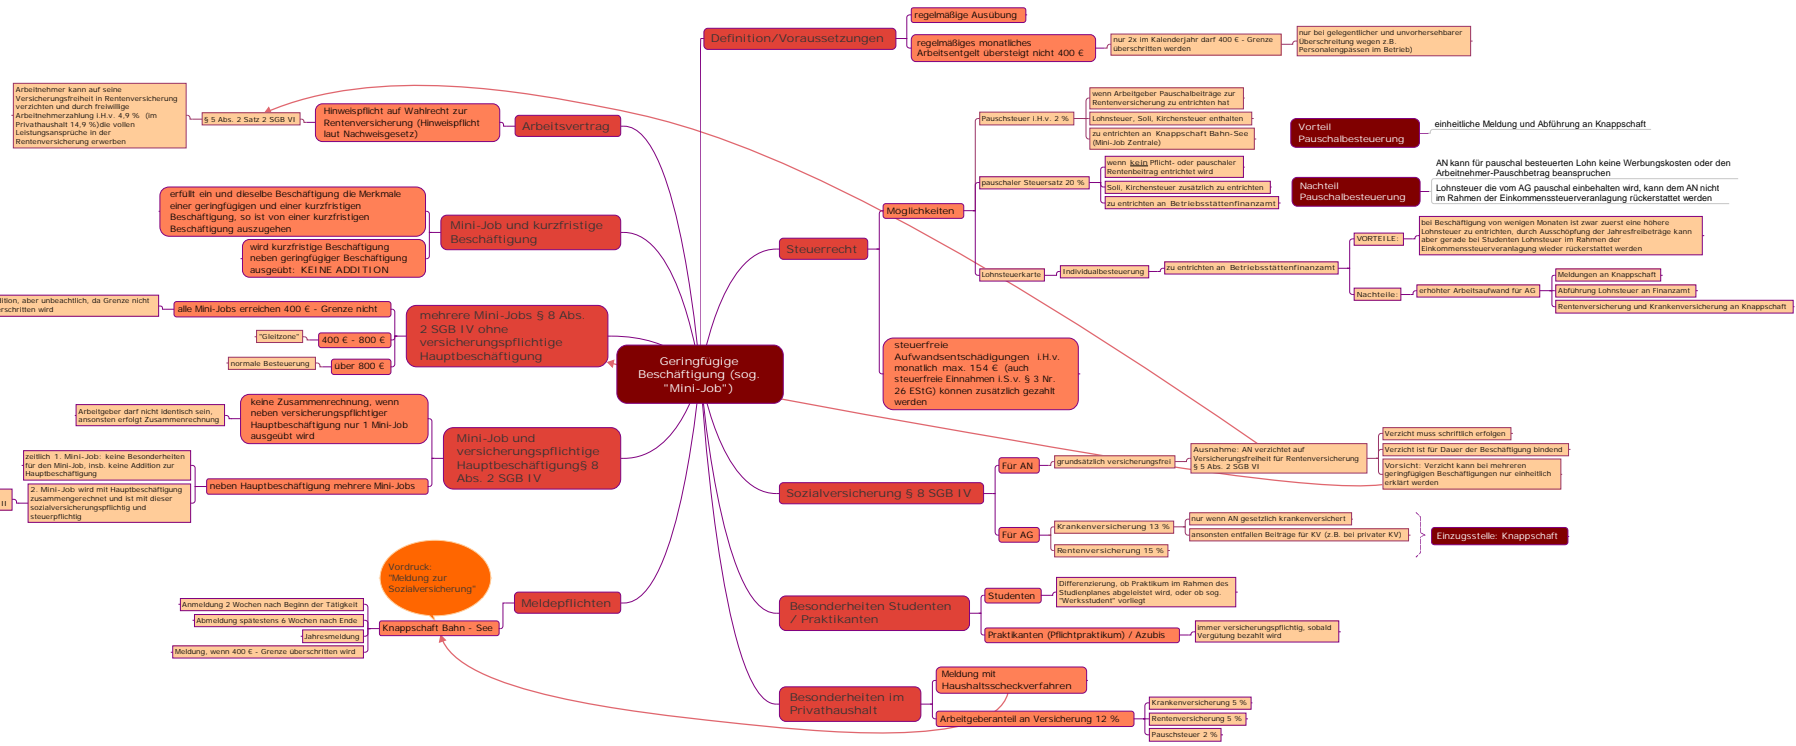 Geringfügige
Beschäftigung (sog.
"Mini-Job")
Definition/Voraussetzungen
regelmäßige Ausübung
regelmäßiges monatliches
Arbeitsentgelt übersteigt nicht 400 €
nur 2x im Kalenderjahr darf 400 € - Grenze
überschritten werden
nur bei gelegentlicher und unvorhersehbarer
Überschreitung wegen z.B.
Personalengpässen im Betrieb)
Steuerrecht
Möglichkeiten
Pauschsteuer i.H.v. 2 %
wenn Arbeitgeber Pauschalbeiträge zur
Rentenversicherung zu entrichten hat
Lohnsteuer, Soli, Kirchensteuer enthalten
zu entrichten an Knappschaft Bahn-See
(Mini-Job Zentrale)
pauschaler Steuersatz 20 %
wenn kein Pflicht- oder pauschaler
Rentenbeitrag entrichtet wird
Soli, Kirchensteuer zusätzlich zu entrichten
zu entrichten an Betriebsstättenfinanzamt
Lohnsteuerkarte
Individualbesteuerung
zu entrichten an Betriebsstättenfinanzamt
VORTEILE:
bei Beschäftigung von wenigen Monaten ist zwar zuerst eine höhere
Lohnsteuer zu entrichten, durch Ausschöpfung der Jahresfreibeträge kann
aber gerade bei Studenten Lohnsteuer im Rahmen der
Einkommenssteuerveranlagung wieder rückerstattet werden
Nachteile:
erhöhter Arbeitsaufwand für AG
Meldungen an Knappschaft
Abführung Lohnsteuer an Finanzamt
Rentenversicherung und Krankenversicherung an Knappschaft
steuerfreie
Aufwandsentschädigungen i.H.v.
monatlich max. 154 € (auch
steuerfreie Einnahmen i.S.v. § 3 Nr.
26 EStG) können zusätzlich gezahlt
werden
Vorteil
Pauschalbesteuerung
einheitliche Meldung und Abführung an Knappschaft
Nachteil
Pauschalbesteuerung
AN kann für pauschal besteuerten Lohn keine Werbungskosten oder den
Arbeitnehmer-Pauschbetrag beanspruchen
Lohnsteuer die vom AG pauschal einbehalten wird, kann dem AN nicht
im Rahmen der Einkommenssteuerveranlagung rückerstattet werden
Sozialversicherung § 8 SGB IV
Für AN
grundsätzlich versicherungsfrei
Ausnahme: AN verzichtet auf
Versicherungsfreiheit für Rentenversicherung
§ 5 Abs. 2 SGB VI
Verzicht muss schriftlich erfolgen
Verzicht ist für Dauer der Beschäftigung bindend
Vorsicht: Verzicht kann bei mehreren
geringfügigen Beschäftigungen nur einheitlich
erklärt werden
Für AG
Krankenversicherung 13 %
nur wenn AN gesetzlich krankenversichert
ansonsten entfallen Beiträge für KV (z.B. bei privater KV)
Rentenversicherung 15 %
Einzugsstelle: Knappschaft
Besonderheiten Studenten
/ Praktikanten
Studenten
Differenzierung, ob Praktikum im Rahmen des
Studienplanes abgeleistet wird, oder ob sog.
"Werksstudent" vorliegt
Praktikanten (Pflichtpraktikum) / Azubis
immer versicherungspflichtig, sobald
Vergütung bezahlt wird
Besonderheiten im
Privathaushalt
Meldung mit
Haushaltsscheckverfahren
Arbeitgeberanteil an Versicherung 12 %
Krankenversicherung 5 %
Rentenversicherung 5 %
Pauschsteuer 2 %
Arbeitsvertrag
Hinweispflicht auf Wahlrecht zur
Rentenversicherung (Hinweispflicht
laut Nachweisgesetz)
§ 5 Abs. 2 Satz 2 SGB VI
Arbeitnehmer kann auf seine
Versicherungsfreiheit in Rentenversicherung
verzichten und durch freiwillige
Arbeitnehmerzahlung i.H.v. 4,9 % (im
Privathaushalt 14,9 %)die vollen
Leistungsansprüche in der
Rentenversicherung erwerben
Mini-Job und kurzfristige
Beschäftigung
erfüllt ein und dieselbe Beschäftigung die Merkmale
einer geringfügigen und einer kurzfristigen
Beschäftigung, so ist von einer kurzfristigen
Beschäftigung auszugehen
wird kurzfristige Beschäftigung
neben geringfügiger Beschäftigung
ausgeübt: KEINE ADDITION
mehrere Mini-Jobs § 8 Abs.
2 SGB IV ohne
versicherungspflichtige
Hauptbeschäftigung
alle Mini-Jobs erreichen 400 € - Grenze nicht
dition, aber unbeachtlich, da Grenze nicht
erschritten wird
400 € - 800 €
"Gleitzone"
über 800 €
normale Besteuerung
Mini-Job und
versicherungspflichtige
Hauptbeschäftigung§ 8
Abs. 2 SGB IV
keine Zusammenrechnung, wenn
neben versicherungspflichtiger
Hauptbeschäftigung nur 1 Mini-Job
ausgeübt wird
Arbeitgeber darf nicht identisch sein,
ansonsten erfolgt Zusammenrechnung
neben Hauptbeschäftigung mehrere Mini-Jobs
zeitlich 1. Mini-Job: keine Besonderheiten
für den Mini-Job, insb. keine Addition zur
Hauptbeschäftigung
2. Mini-Job wird mit Hauptbeschäftigung
zusammengerechnet und ist mit dieser
sozialversicherungspflichtig und
steuerpflichtig
II
Meldepflichten
Vordruck:
"Meldung zur
Sozialversicherung"
Knappschaft Bahn - See
Anmeldung 2 Wochen nach Beginn der Tätigkeit
Abmeldung spätestens 6 Wochen nach Ende
Jahresmeldung
Meldung, wenn 400 € - Grenze überschritten wird